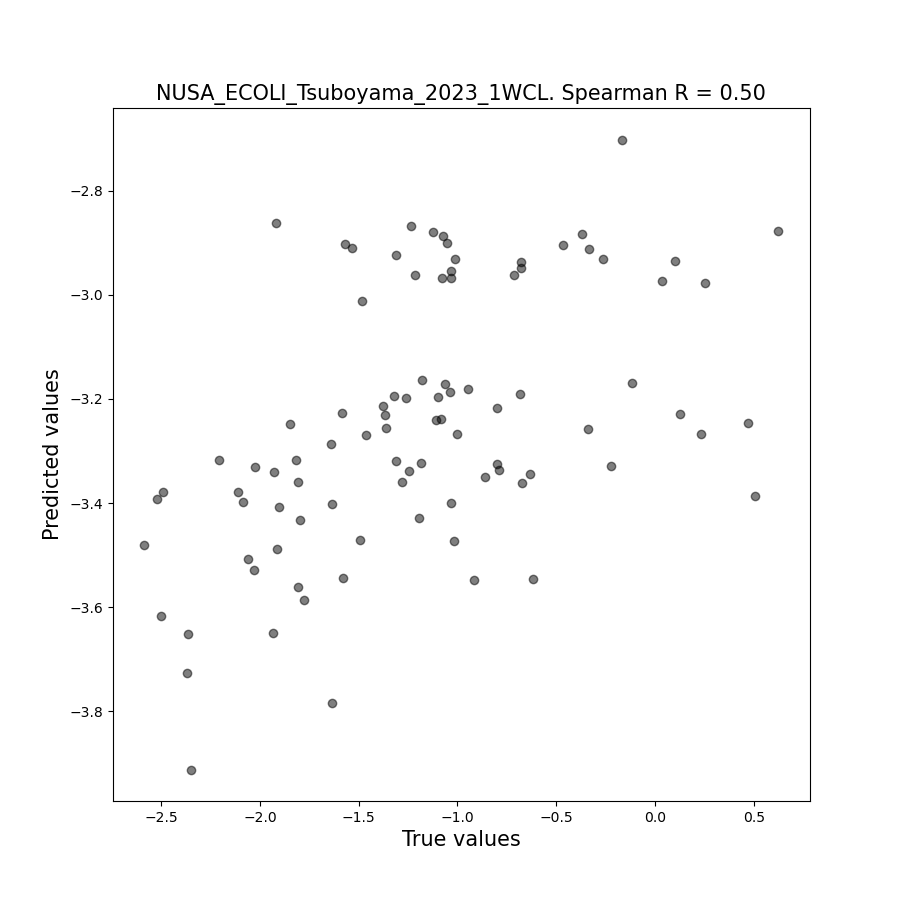 NUSA_ECOLI_Tsuboyama_2023_1WCL. Spearman R = 0.50
Predicted values
−2.8
−3.0
−3.2
−3.4
−3.6
−3.8
−2.5 −2.0 −1.5 −1.0 −0.5 0.0 0.5
True values